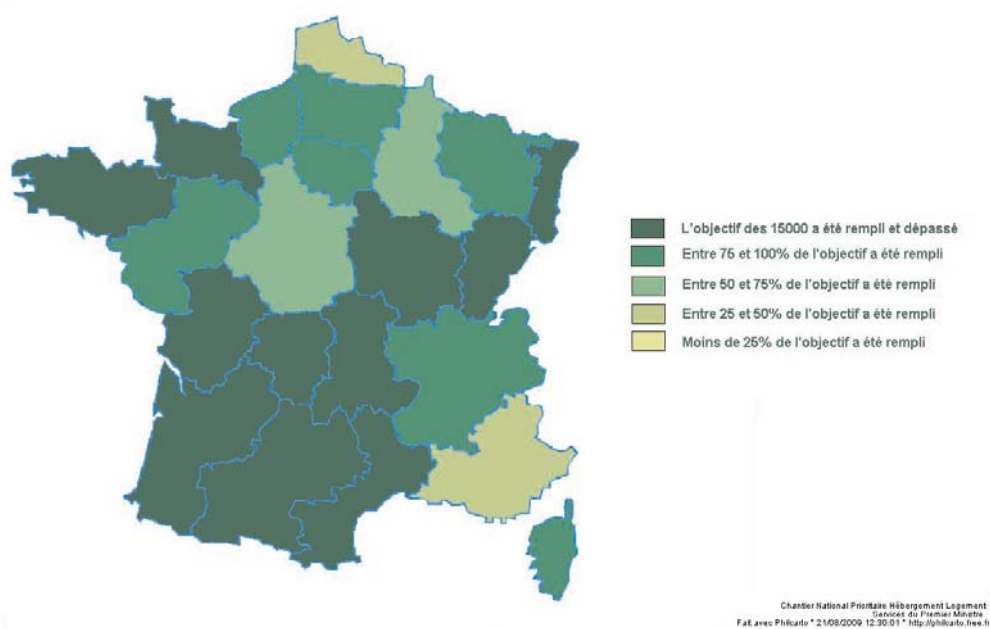 L'objectif des 15000 a été rempli et dépassé
Entre 75 et 100% de l'objectif a été rempli
Entre 50 et 75% de l'objectif a été rempli
Entre 25 et 50% de l'objectif a été rempli
Moins de 25% de l'objectif a été rempli
Chantier National Prioritaire Hébergement Logement
Services du Premier Ministre
Fait avec Philcarto * 21/08/2009 12:30:01 * http://philcarto.free.fr